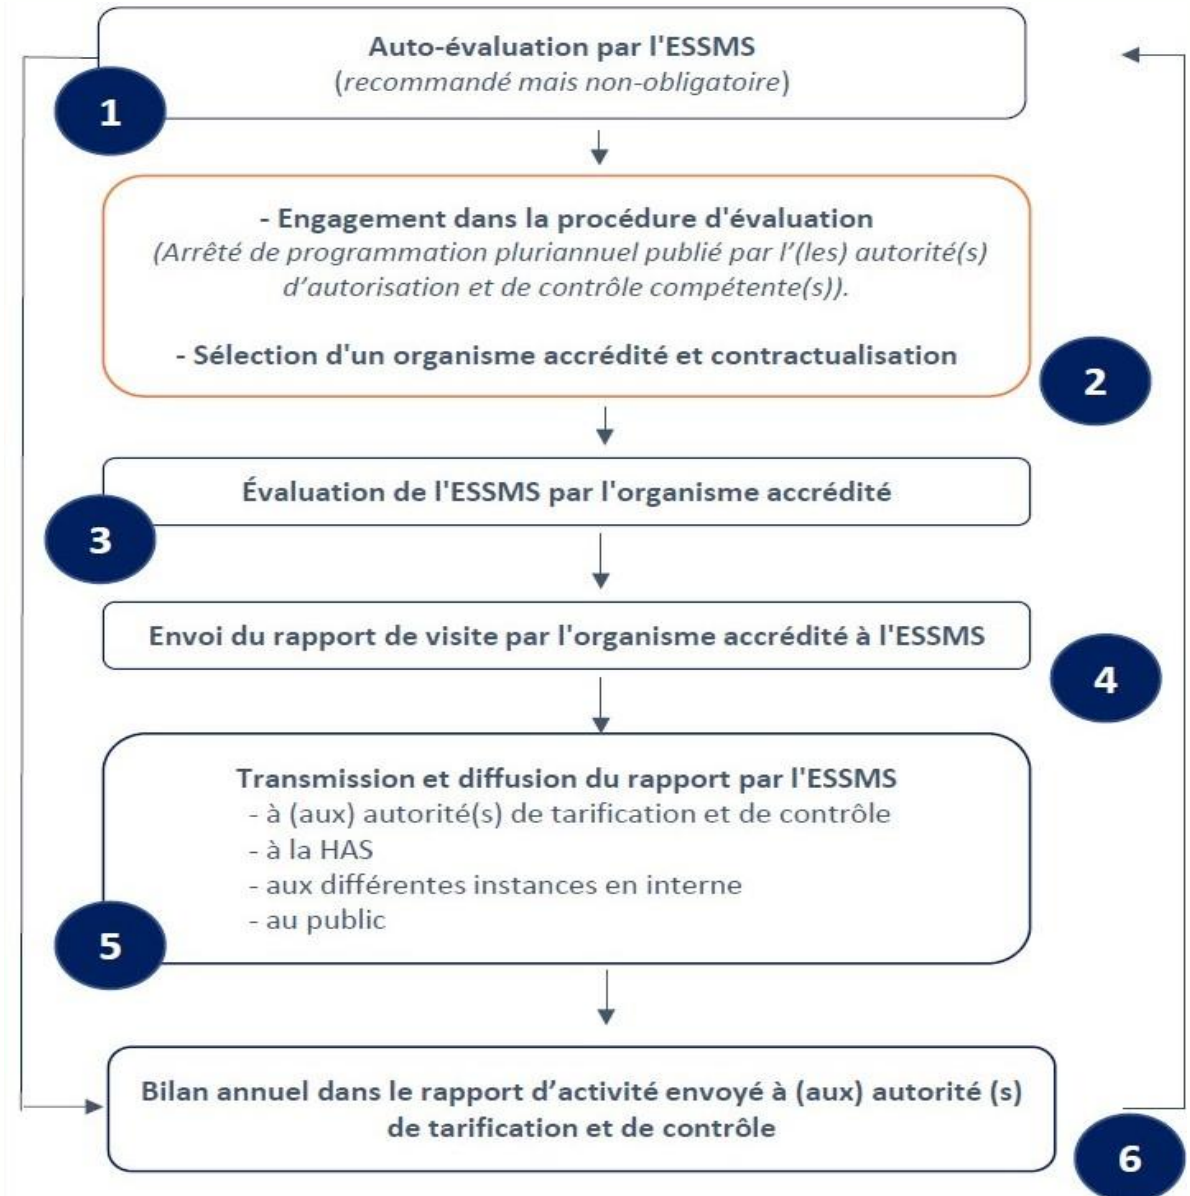 Auto-évaluation par l'ESSMS
(recommandé mais non-obligatoire)
1
- Engagement dans la procédure d'évaluation
(Arrêté de programmation pluriannuel publié par l’(les) autorité(s)
d’autorisation et de contrôle compétente(s)).
- Sélection d'un organisme accrédité et contractualisation
2
Évaluation de l'ESSMS par l'organisme accrédité
3
Envoi du rapport de visite par l'organisme accrédité à l'ESSMS
4
Transmission et diffusion du rapport par l'ESSMS
- à (aux) autorité(s) de tarification et de contrôle
- à la HAS
- aux différentes instances en interne
- au public
5
Bilan annuel dans le rapport d’activité envoyé à (aux) autorité (s)
de tarification et de contrôle
6